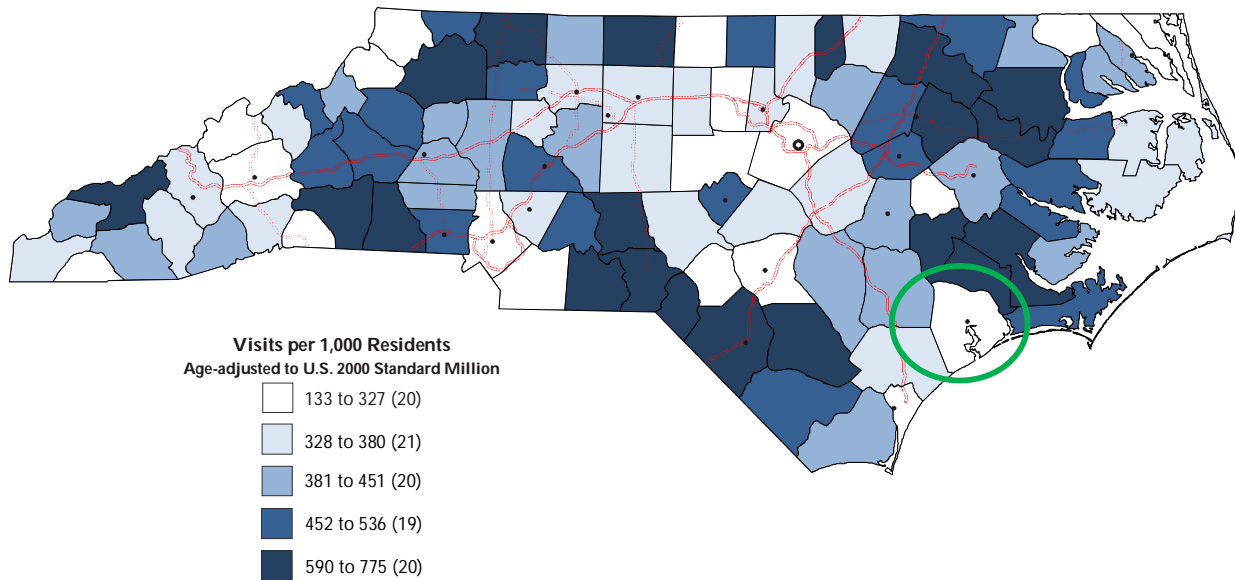 Visits per 1,000 Residents
Age-adjusted to U.S. 2000 Standard Million
133 to 327 (20)
328 to 380 (21)
381 to 451 (20)
452 to 536 (19)
590 to 775 (20)